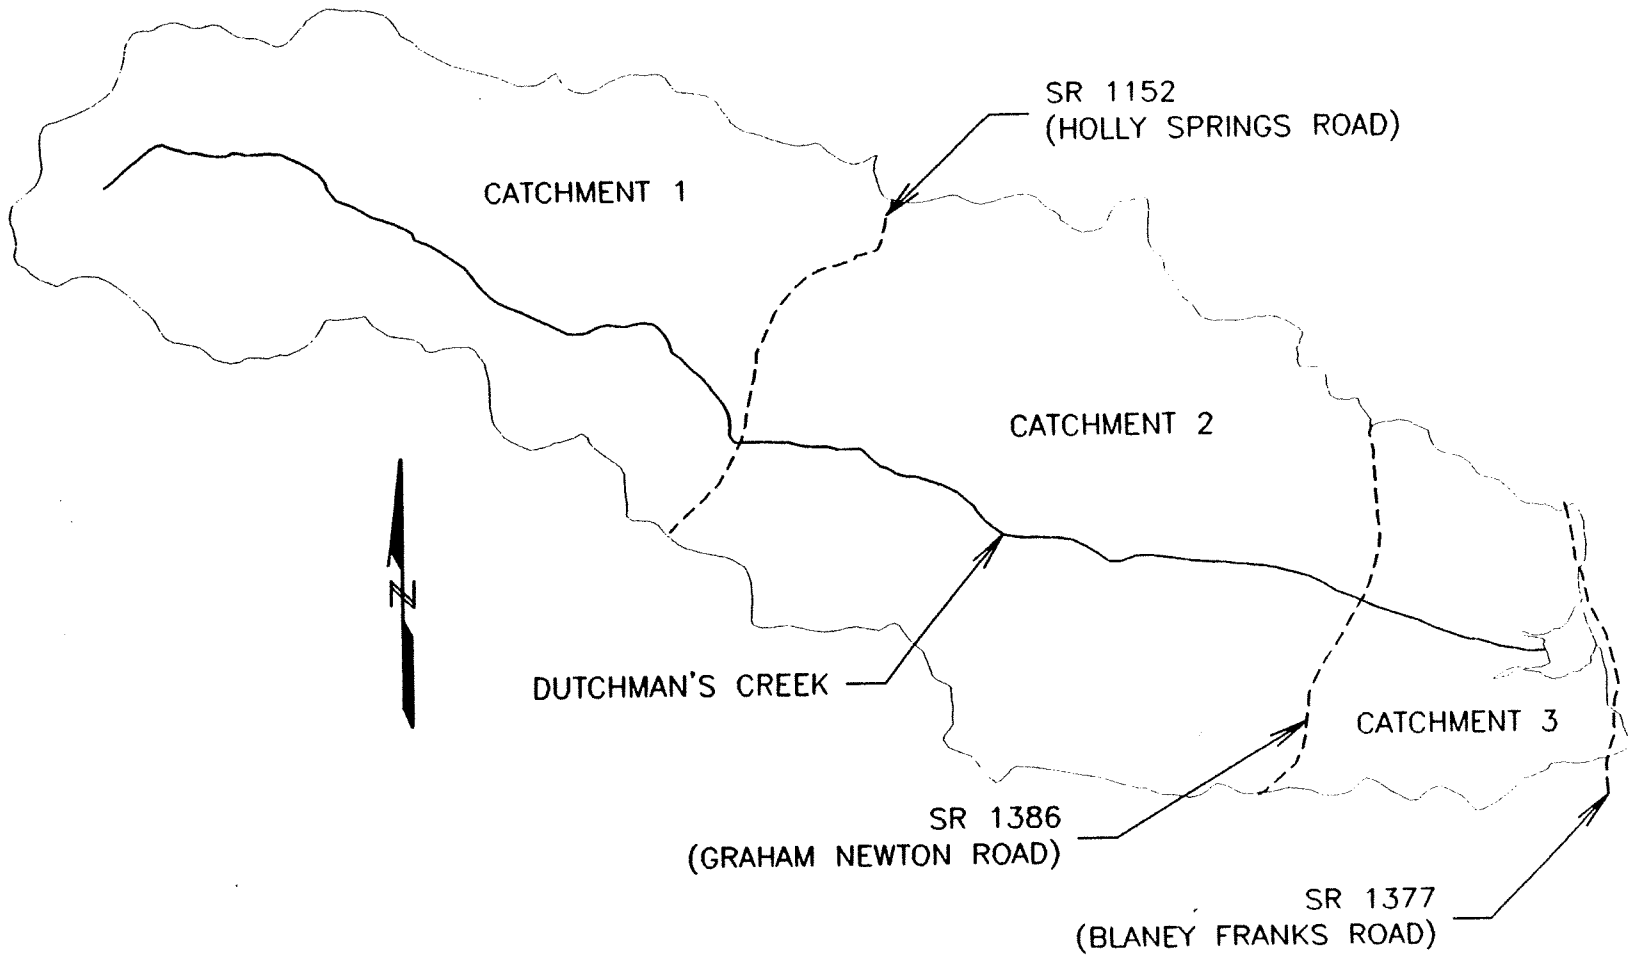 SR 1152
(HOLLY SPRINGS ROAD)
CATCHMENT 1
CATCHMENT 2
N
DUTCHMAN'S CREEK
CATCHMENT 3
SR 1386
(GRAHAM NEWTON ROAD)
SR 1377
(BLANEY FRANKS ROAD)